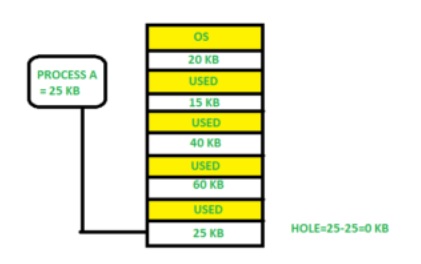 OS
20 KB
PROCESS A
= 25 KB
USED
15 KB
USED
40 KB
USED
60 KB
USED
25 KB
HOLE=25-25=0 KB